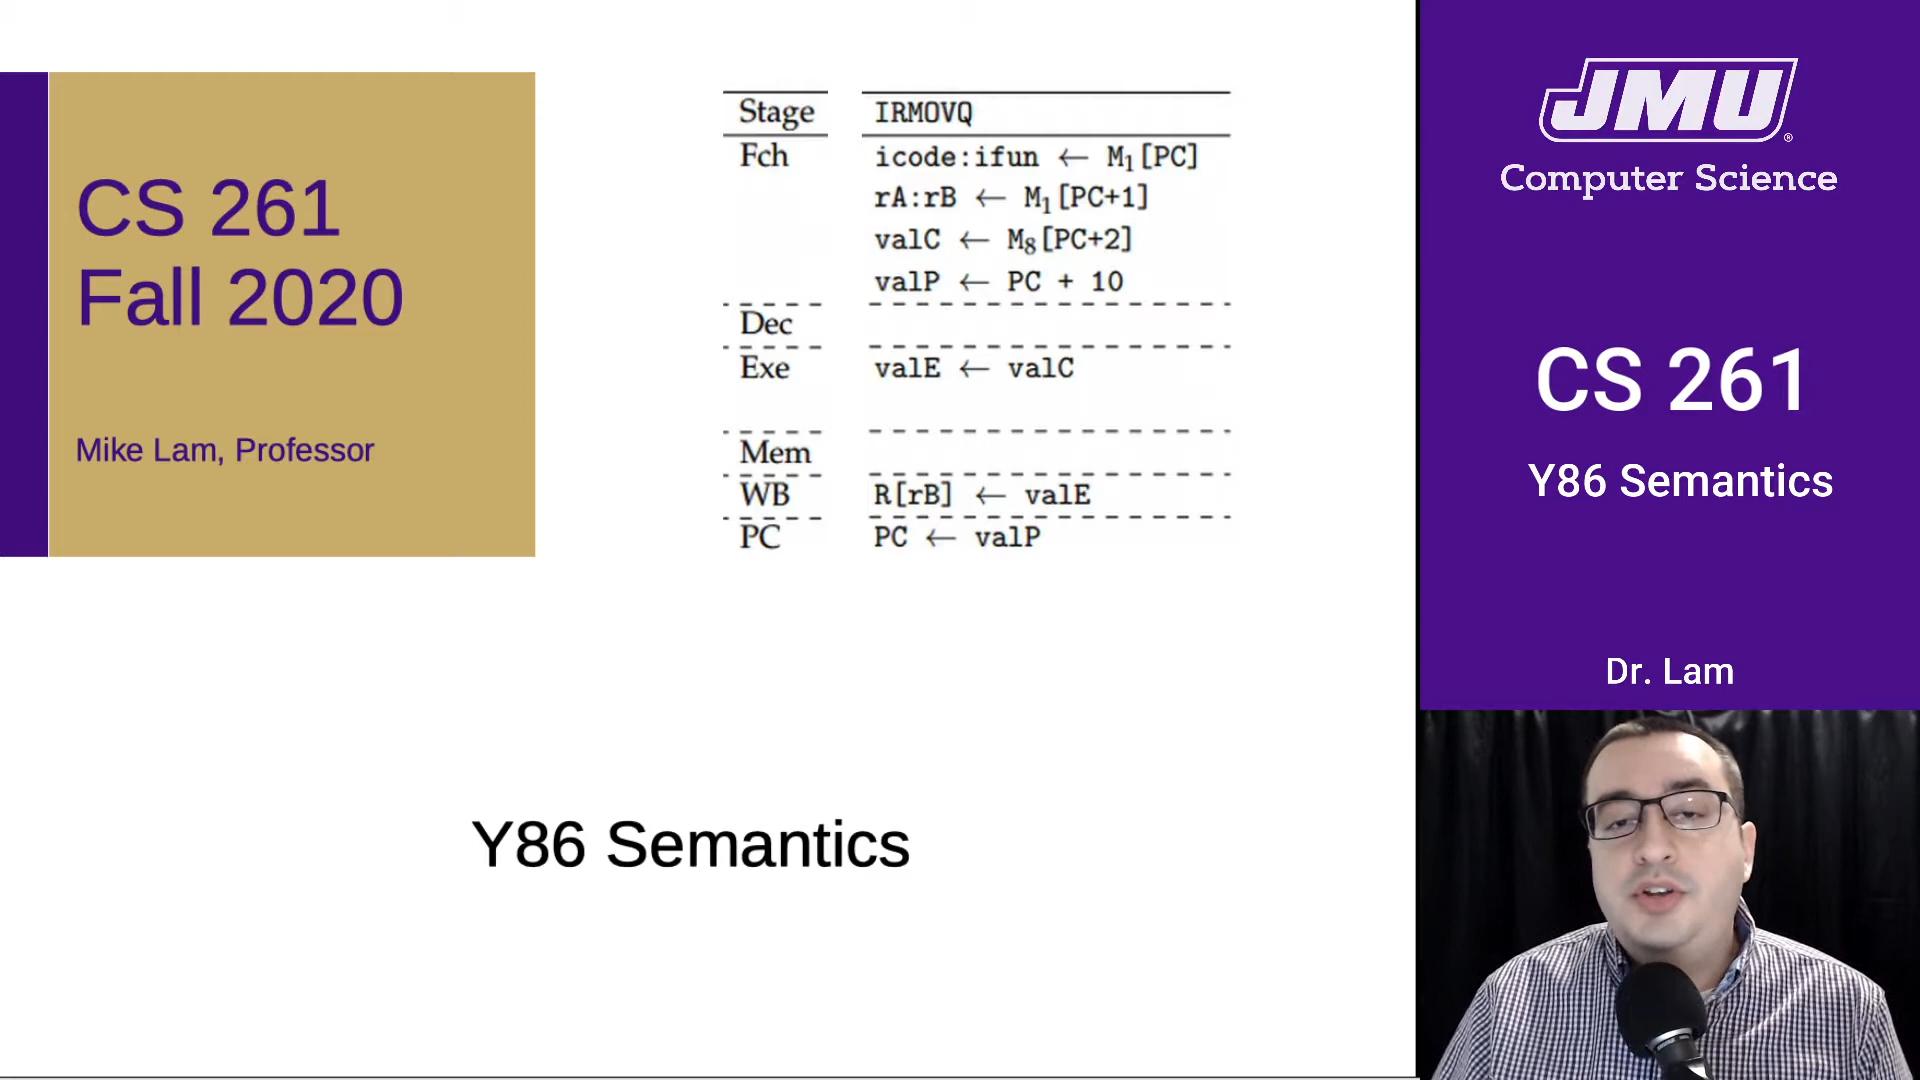 CS 261
Fall 2020
Mike Lam, Professor
Stage IRMOVQ
Fch icode:ifun ← M₁[PC]
rA:rB ← M₁[PC+1]
valC ← M₈[PC+2]
valP ← PC + 10
Dec
Exe valE ← valC
Mem
WB R[rB] ← valE
PC PC ← valP
Y86 Semantics
JMU®
Computer Science
CS 261
Y86 Semantics
Dr. Lam